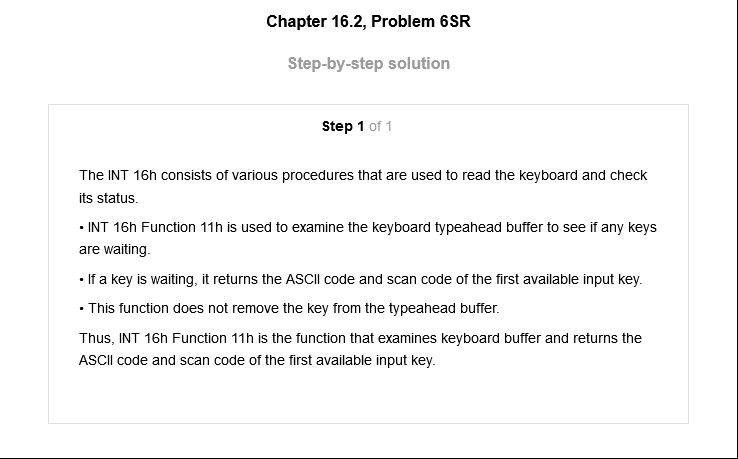 Chapter 16.2, Problem 6SR
Step-by-step solution
Step 1 of 1
The INT 16h consists of various procedures that are used to read the keyboard and check
its status.
• INT 16h Function 11h is used to examine the keyboard typeahead buffer to see if any keys
are waiting.
• If a key is waiting, it returns the ASCII code and scan code of the first available input key.
• This function does not remove the key from the typeahead buffer.
Thus, INT 16h Function 11h is the function that examines keyboard buffer and returns the
ASCII code and scan code of the first available input key.